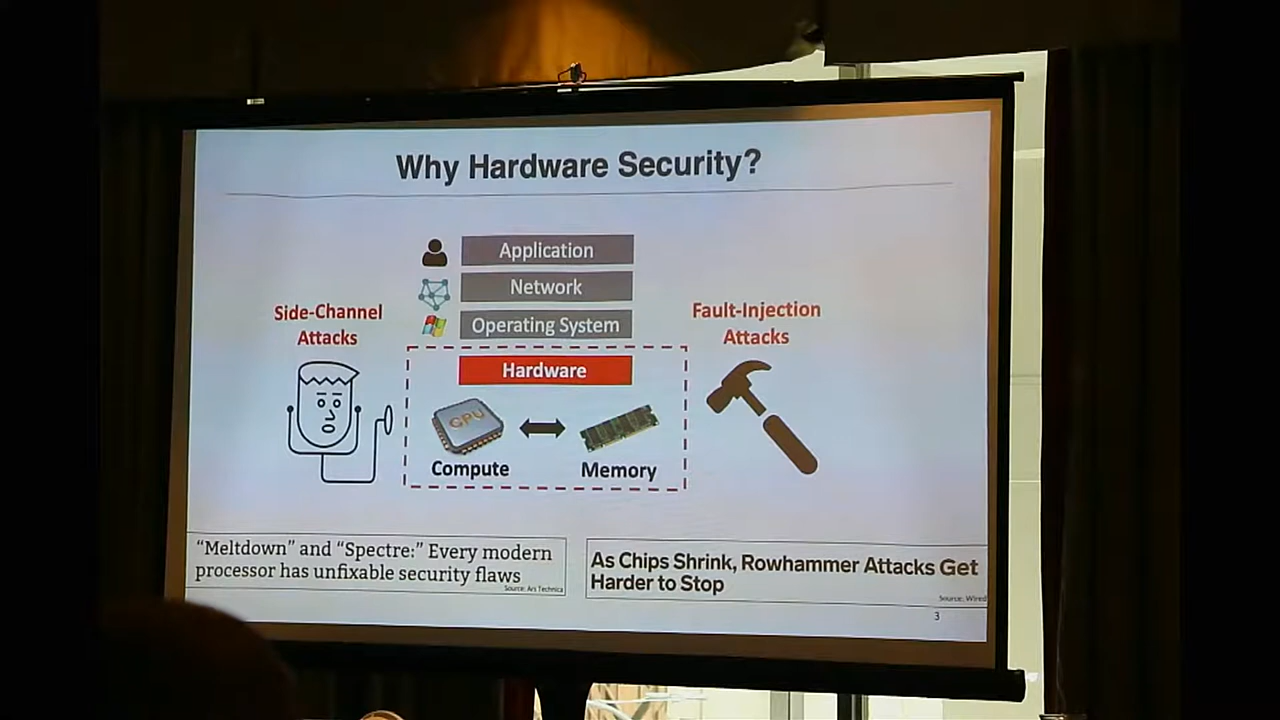 Why Hardware Security?
Application
Network
Operating System
Side-Channel
Attacks
Fault-Injection
Attacks
Hardware
CPU
Compute
Memory
“Meltdown” and “Spectre:” Every modern
processor has unfixable security flaws
Source: Ars Technica
As Chips Shrink, Rowhammer Attacks Get
Harder to Stop
Source: Wired
3